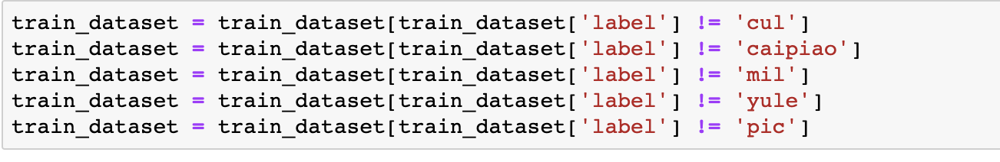 train_dataset = train_dataset[train_dataset['label'] != 'cul']
train_dataset = train_dataset[train_dataset['label'] != 'caipiao']
train_dataset = train_dataset[train_dataset['label'] != 'mil']
train_dataset = train_dataset[train_dataset['label'] != 'yule']
train_dataset = train_dataset[train_dataset['label'] != 'pic']